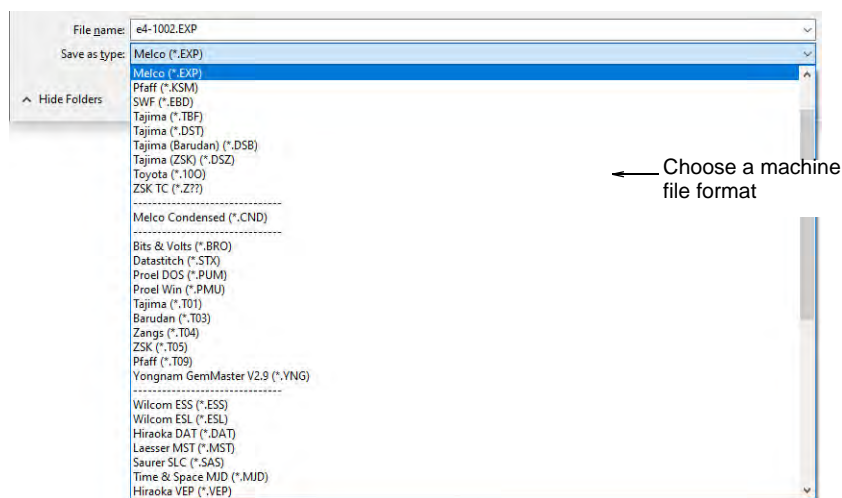 File name: e4-1002.EXP
Save as type: Melco (*.EXP)
Melco (*.EXP)
Pfaff (*.KSM)
Hide Folders
SWF (*.EBD)
Tajima (*.TBF)
Tajima (*.DST)
Tajima (Barudan) (*.DSB)
Tajima (ZSK) (*.DSZ)
Toyota (*.10O)
ZSK TC (*.Z??)
Choose a machine
file format
-------------------------------
Melco Condensed (*.CND)
-------------------------------
Bits & Volts (*.BRO)
Datastitch (*.STX)
Proel DOS (*.PUM)
Proel Win (*.PMU)
Tajima (*.T01)
Barudan (*.T03)
Zangs (*.T04)
ZSK (*.T05)
Pfaff (*.T09)
Yongnam GemMaster V2.9 (*.YNG)
-------------------------------
Wilcom ESS (*.ESS)
Wilcom ESL (*.ESL)
Hiraoka DAT (*.DAT)
Laesser MST (*.MST)
Saurer SLC (*.SAS)
Time & Space MJD (*.MJD)
Hiraoka VEP (*.VEP)